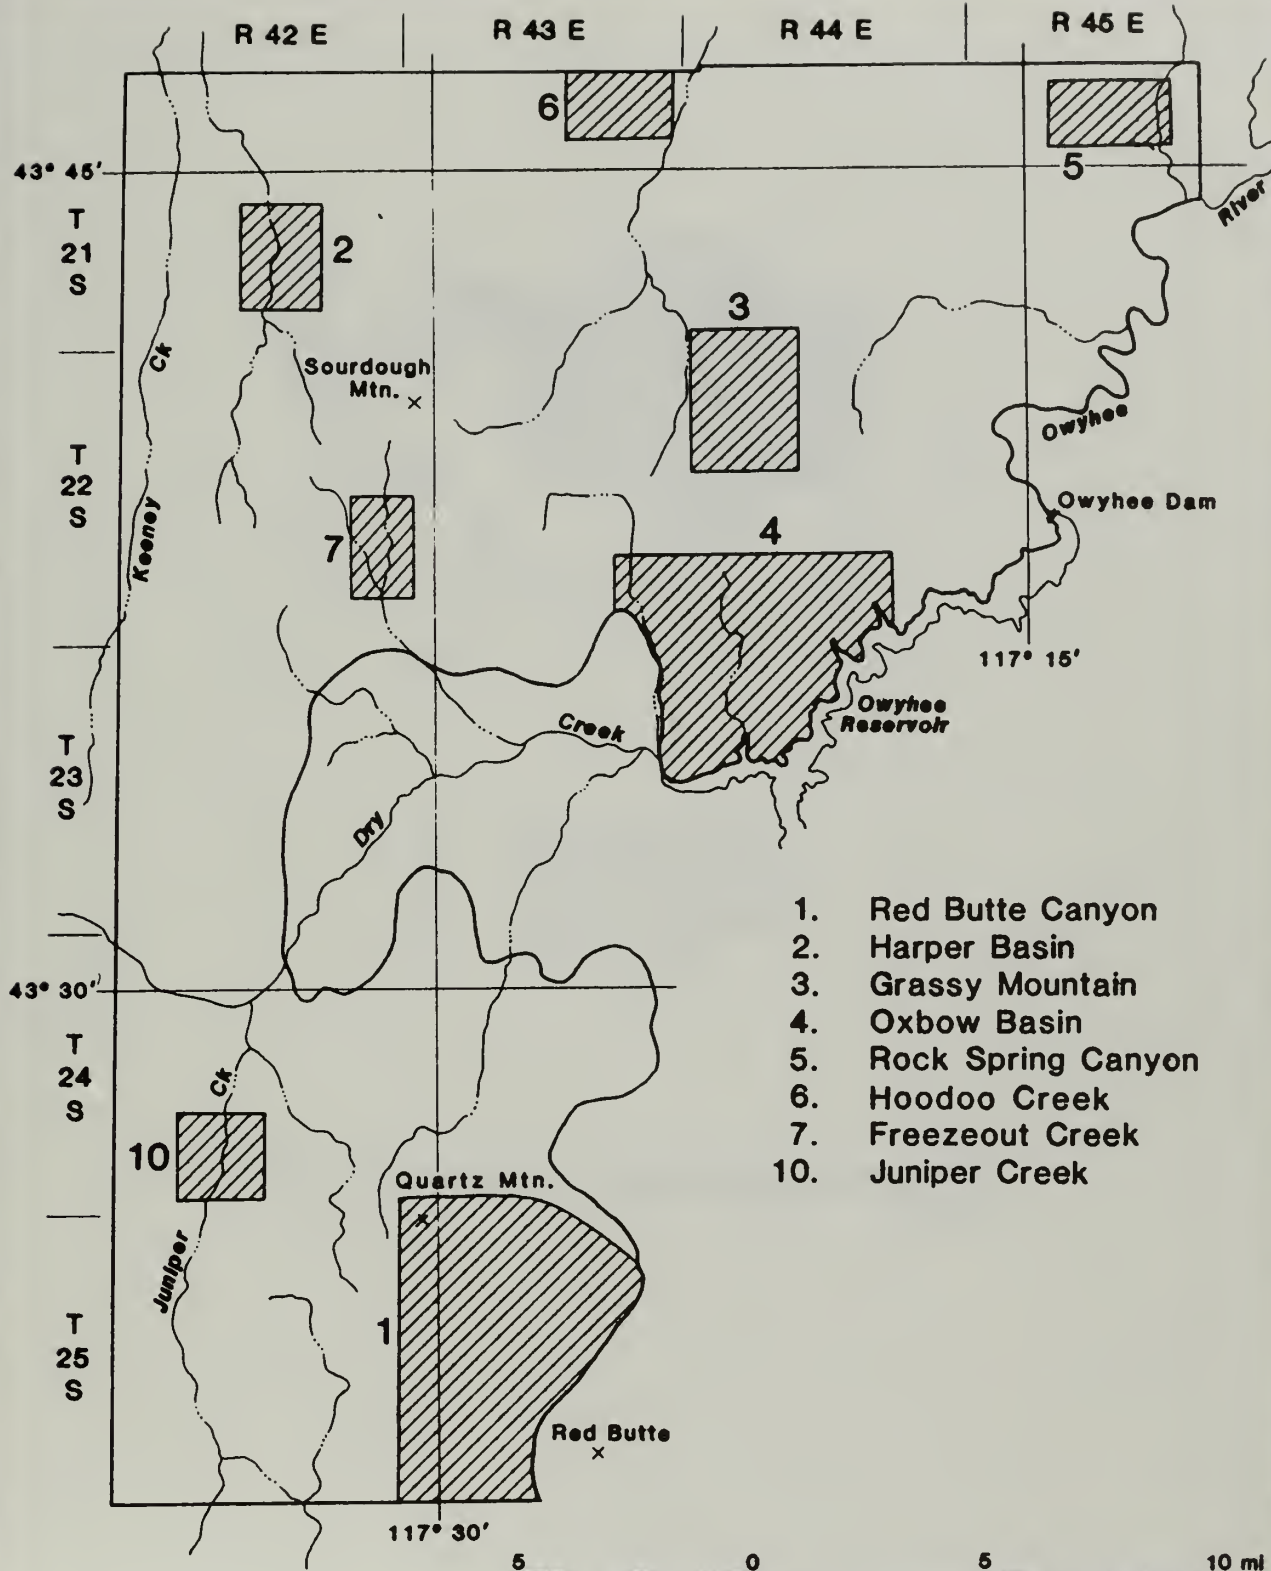 R 42 E
R 43 E
R 44 E
R 45 E
6
5
43° 45'
River
T
21
S
2
3
Ck
Sourdough
Mtn.
Owyhee
T
22
S
Keeney
7
4
Owyhee Dam
117° 15'
Owyhee
Reservoir
Creek
T
23
S
Dry
1. Red Butte Canyon
2. Harper Basin
3. Grassy Mountain
4. Oxbow Basin
5. Rock Spring Canyon
6. Hoodoo Creek
7. Freezeout Creek
10. Juniper Creek
43° 30'
T
24
S
Ck
10
Quartz Mtn.
Juniper
1
T
25
S
Red Butte
117° 30'
5 0 5 10 mi